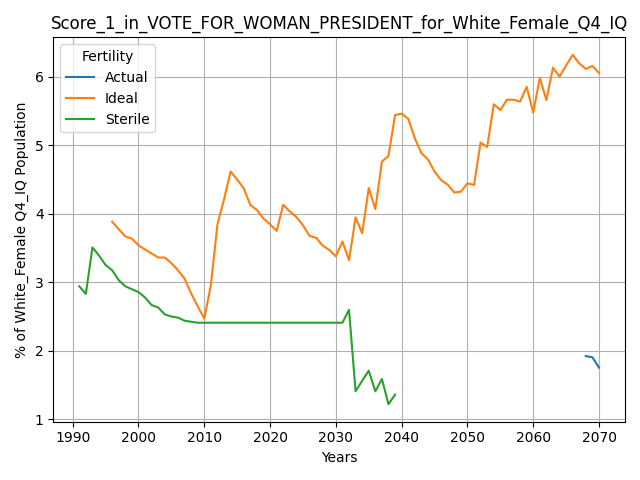 Score_1_in_VOTE_FOR_WOMAN_PRESIDENT_for_White_Female_Q4_IQ
Fertility
Actual
Ideal
Sterile
% of White_Female Q4_IQ Population
6
5
4
3
2
1
1990 2000 2010 2020 2030 2040 2050 2060 2070
Years